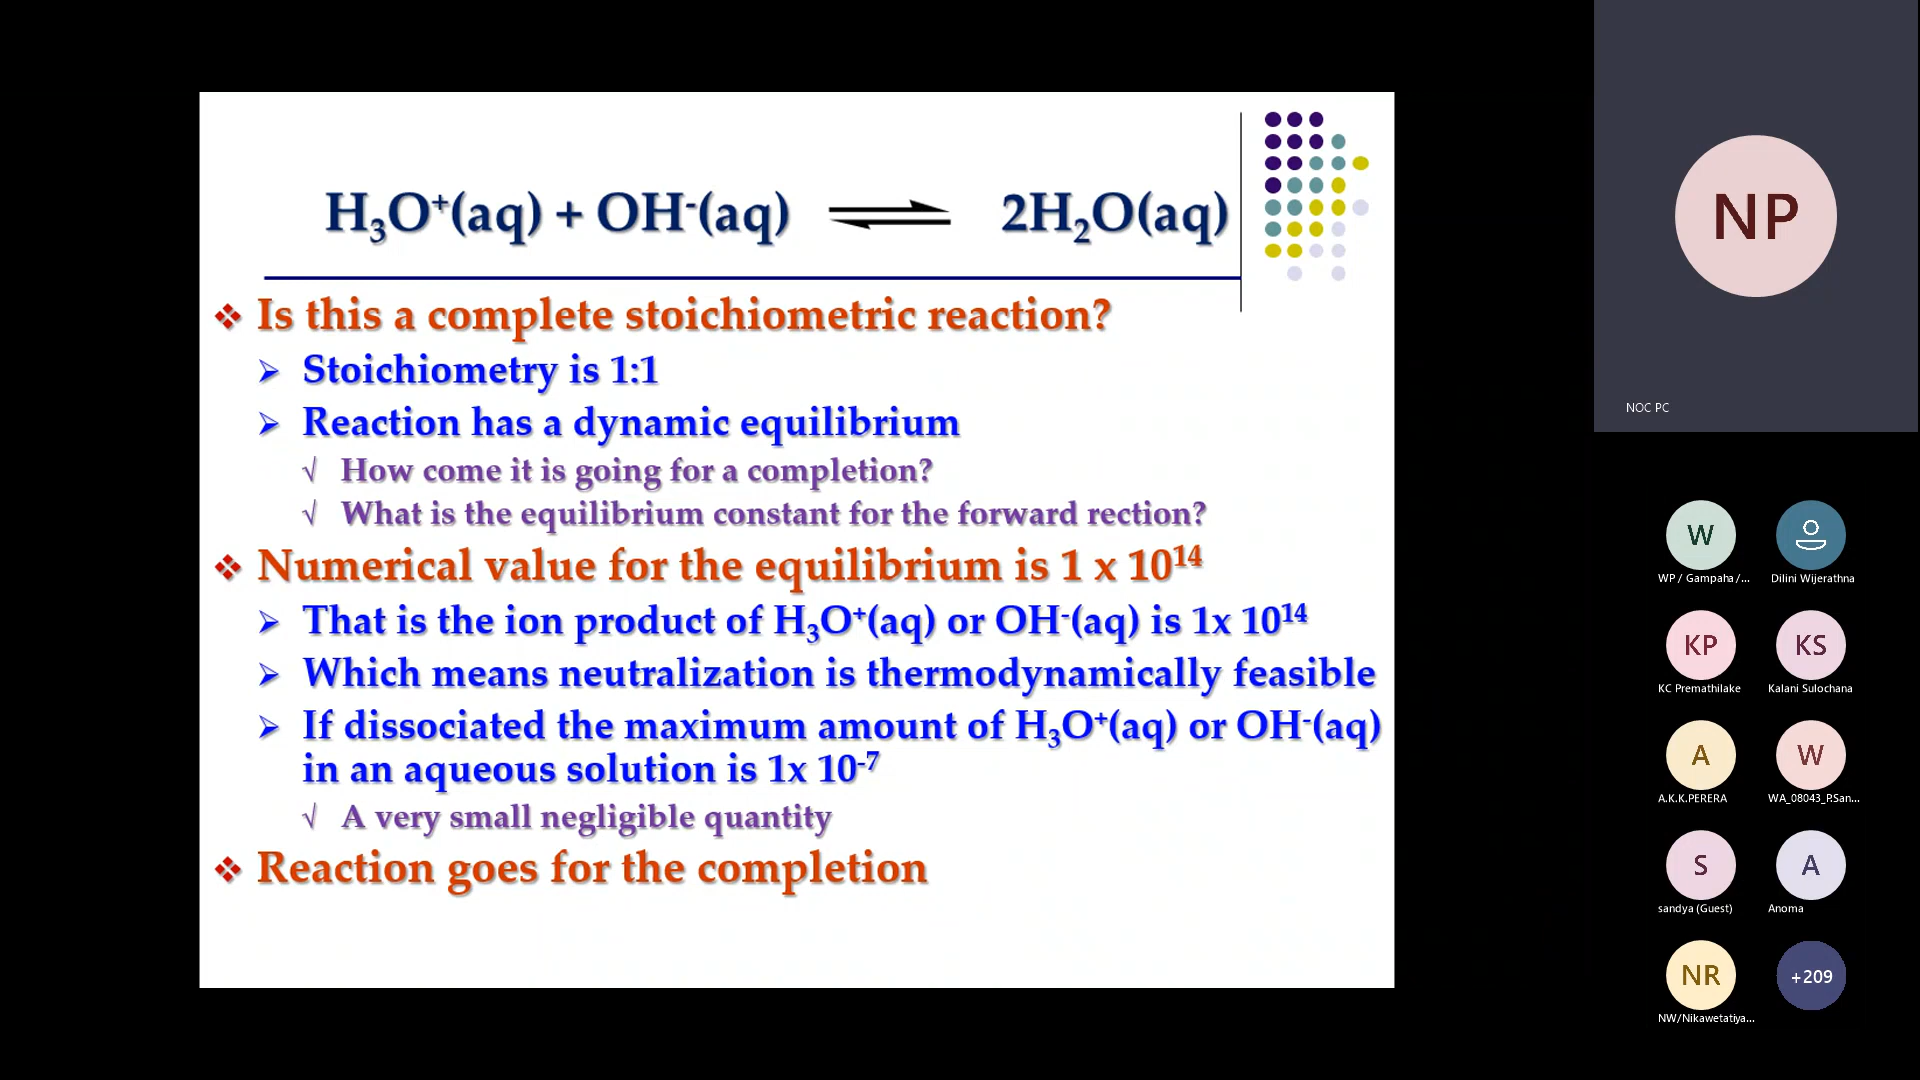 H₃O⁺(aq) + OH⁻(aq) ⇌ 2H₂O(aq)
❖ Is this a complete stoichiometric reaction?
➢ Stoichiometry is 1:1
➢ Reaction has a dynamic equilibrium
√ How come it is going for a completion?
√ What is the equilibrium constant for the forward rection?
❖ Numerical value for the equilibrium is 1 x 10¹⁴
➢ That is the ion product of H₃O⁺(aq) or OH⁻(aq) is 1x 10¹⁴
➢ Which means neutralization is thermodynamically feasible
➢ If dissociated the maximum amount of H₃O⁺(aq) or OH⁻(aq)
in an aqueous solution is 1x 10⁻⁷
√ A very small negligible quantity
❖ Reaction goes for the completion
NP
NOC PC
W
WP / Gampaha /...
Dilini Wijerathna
KP
KS
KC Premathilake
Kalani Sulochana
A
W
A.K.K.PERERA
WA_08043_P.San...
S
A
sandya (Guest)
Anoma
NR
+209
NW/Nikawetatiya...